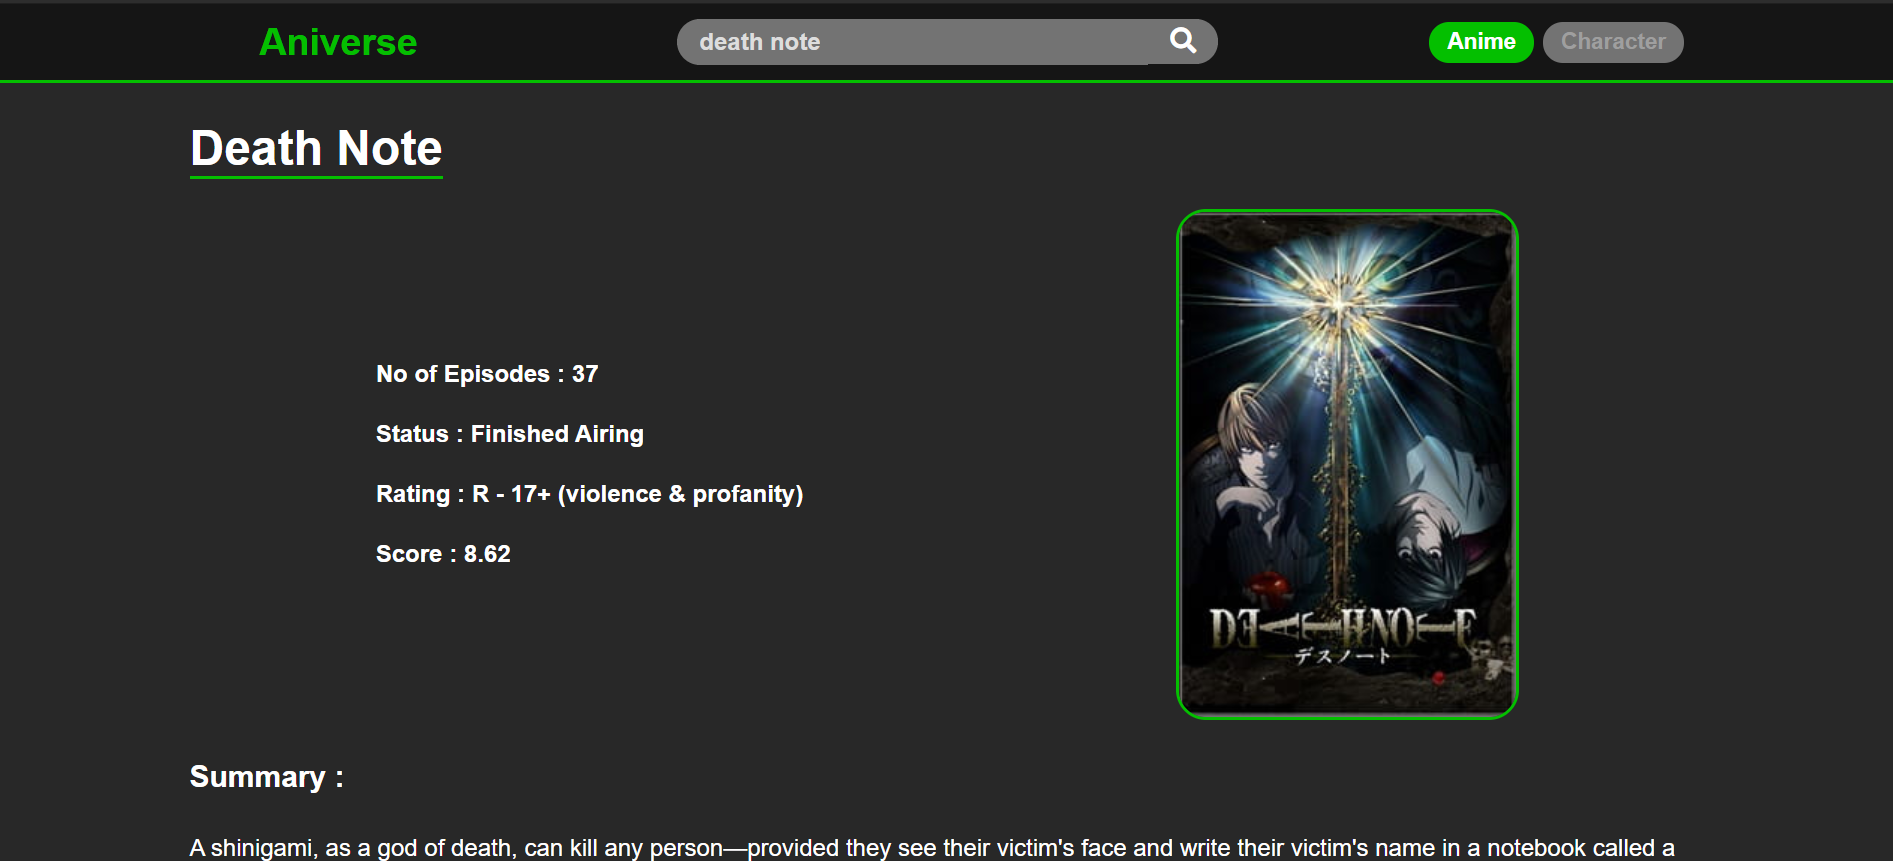 Aniverse
death note
Anime
Character
Death Note
No of Episodes : 37
Status : Finished Airing
Rating : R - 17+ (violence & profanity)
Score : 8.62
DEATH NOTE
デスノート
Summary :
A shinigami, as a god of death, can kill any person—provided they see their victim's face and write their victim's name in a notebook called a